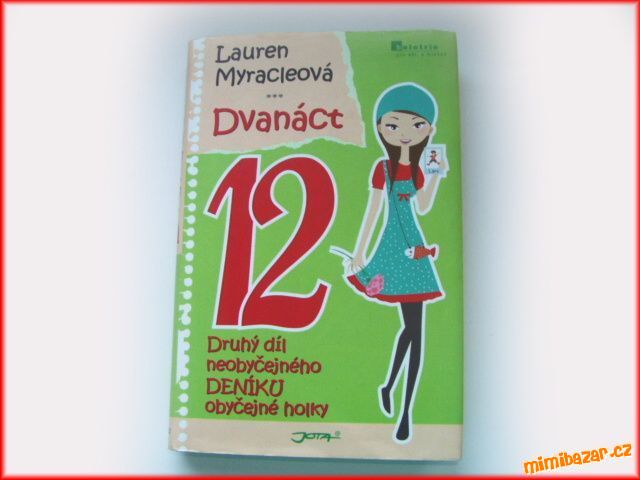 Lauren
Myracleová
***
Dvanáct
12
Druhý díl
neobyčejného
DENÍKU
obyčejné holky
JOTA®
mimibazar.cz